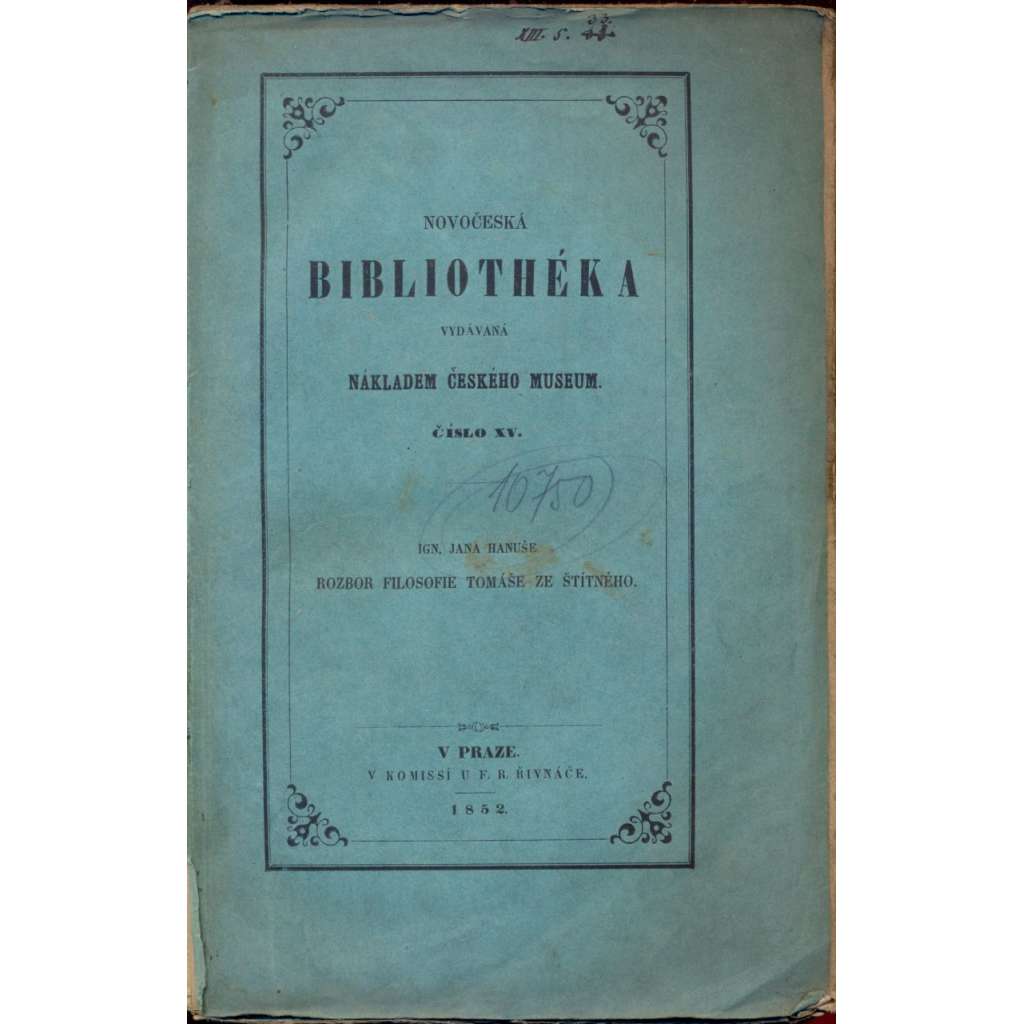 XIII. 5.
NOVOČESKÁ
BIBLIOTHÉKA
VYDÁVANÁ
NÁKLADEM ČESKÉHO MUSEUM.
ČÍSLO XV.
10750
IGN. JANA HANUŠE
ROZBOR FILOSOFIE TOMÁŠE ZE ŠTÍTNÉHO.
V PRAZE.
V KOMISSÍ U F. R. ŘIVNÁČE.
1852.